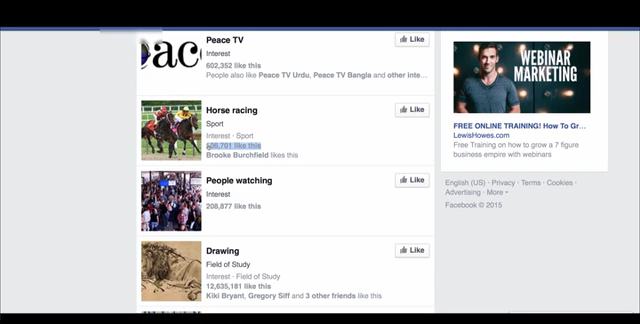 peac
Peace TV
Like
Interest
602,352 like this
People also like Peace TV Urdu, Peace TV Bangla and other inte...
Horse racing
Like
Sport
Interest · Sport
like this
Brooke Burchfield likes this
People watching
Like
Interest
208,877 like this
Drawing
Like
Field of Study
Interest · Field of Study
12,635,181 like this
Kiki Bryant, Gregory Siff and 3 other friends like this
WEBINAR
MARKETING
FREE ONLINE TRAINING! How To Gr...
LewisHowes.com
Free Training on how to grow a 7 figure
business empire with webinars
English (US) · Privacy · Terms · Cookies ·
Advertising · More
Facebook © 2015